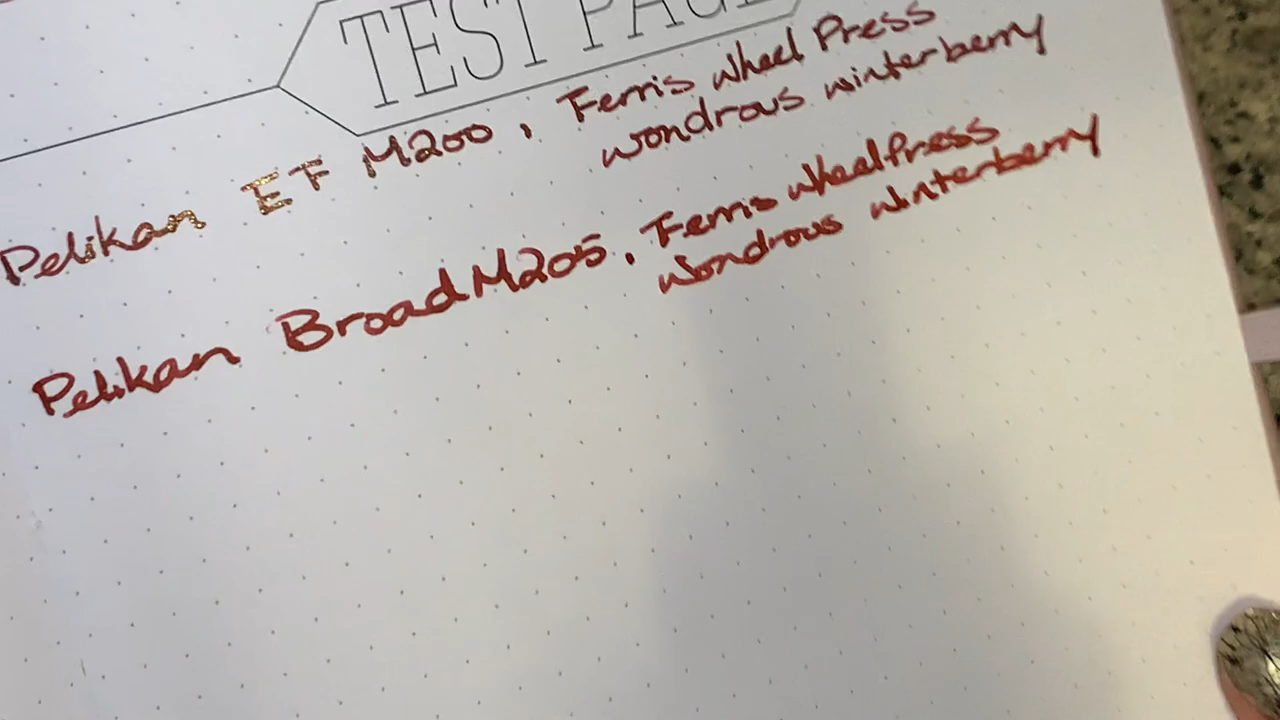 TEST PAGE
Pelikan EF M200, Ferris Wheel Press
wondrous winterberry
Pelikan Broad M205, Ferris Wheel Press
Wondrous Winterberry